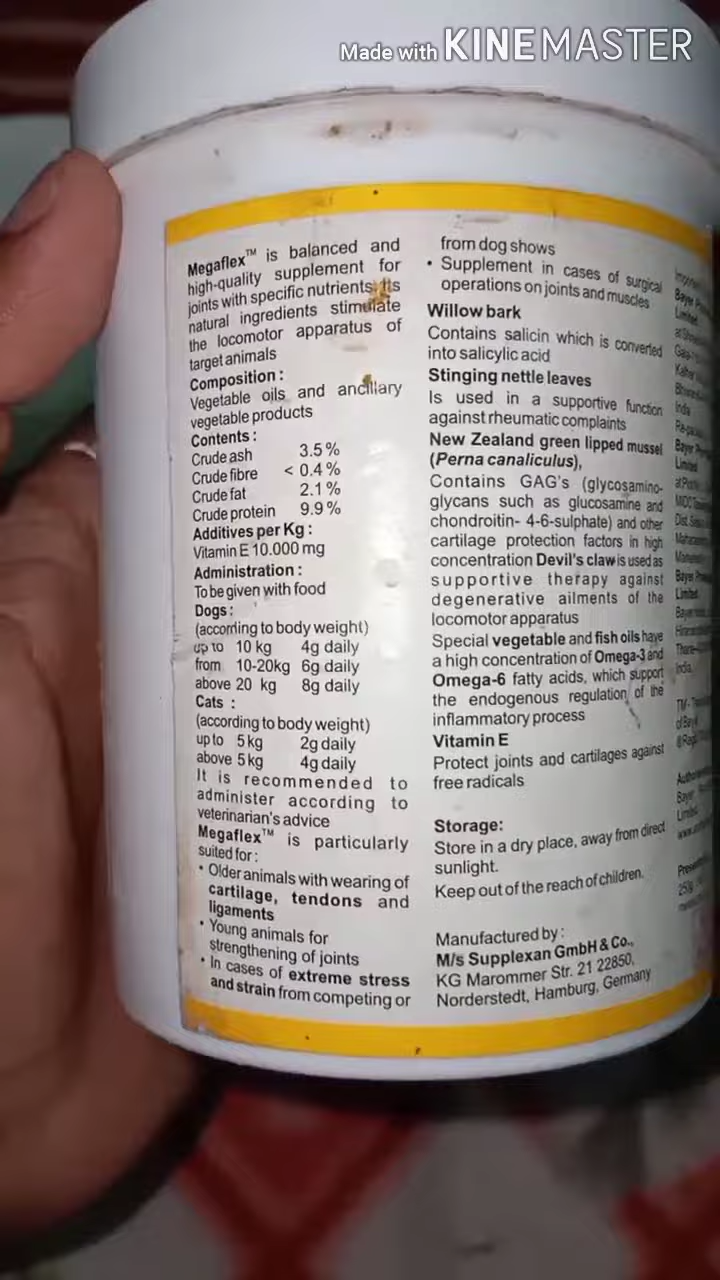 Made with KINEMASTER
Megaflex™ is balanced and
high-quality supplement for
joints with specific nutrients. Its
natural ingredients stimulate
the locomotor apparatus of
target animals
Composition :
Vegetable oils and ancillary
vegetable products
Contents :
Crude ash 3.5%
Crude fibre < 0.4%
Crude fat 2.1%
Crude protein 9.9%
Additives per Kg :
Vitamin E 10.000 mg
Administration :
To be given with food
Dogs :
(according to body weight)
up to 10 kg 4g daily
from 10-20kg 6g daily
above 20 kg 8g daily
Cats :
(according to body weight)
up to 5 kg 2g daily
above 5 kg 4g daily
It is recommended to
administer according to
veterinarian's advice
Megaflex™ is particularly
suited for :
• Older animals with wearing of
cartilage, tendons and
ligaments
• Young animals for
strengthening of joints
• In cases of extreme stress
and strain from competing or
from dog shows
• Supplement in cases of surgical
operations on joints and muscles
Willow bark
Contains salicin which is converted
into salicylic acid
Stinging nettle leaves
Is used in a supportive function
against rheumatic complaints
New Zealand green lipped mussel
(Perna canaliculus),
Contains GAG's (glycosamino-
glycans such as glucosamine and
chondroitin- 4-6-sulphate) and other
cartilage protection factors in high
concentration Devil's claw is used as
supportive therapy against
degenerative ailments of the
locomotor apparatus
Special vegetable and fish oils have
a high concentration of Omega-3 and
Omega-6 fatty acids, which support
the endogenous regulation of the
inflammatory process
Vitamin E
Protect joints and cartilages against
free radicals
Storage:
Store in a dry place, away from direct
sunlight.
Keep out of the reach of children.
Manufactured by :
M/s Supplexan GmbH & Co.,
KG Marommer Str. 21 22850,
Norderstedt, Hamburg, Germany
Bayer
Limited
India
Bayer
Limited
Bayer
Limited.
India.
Bayer
Limited